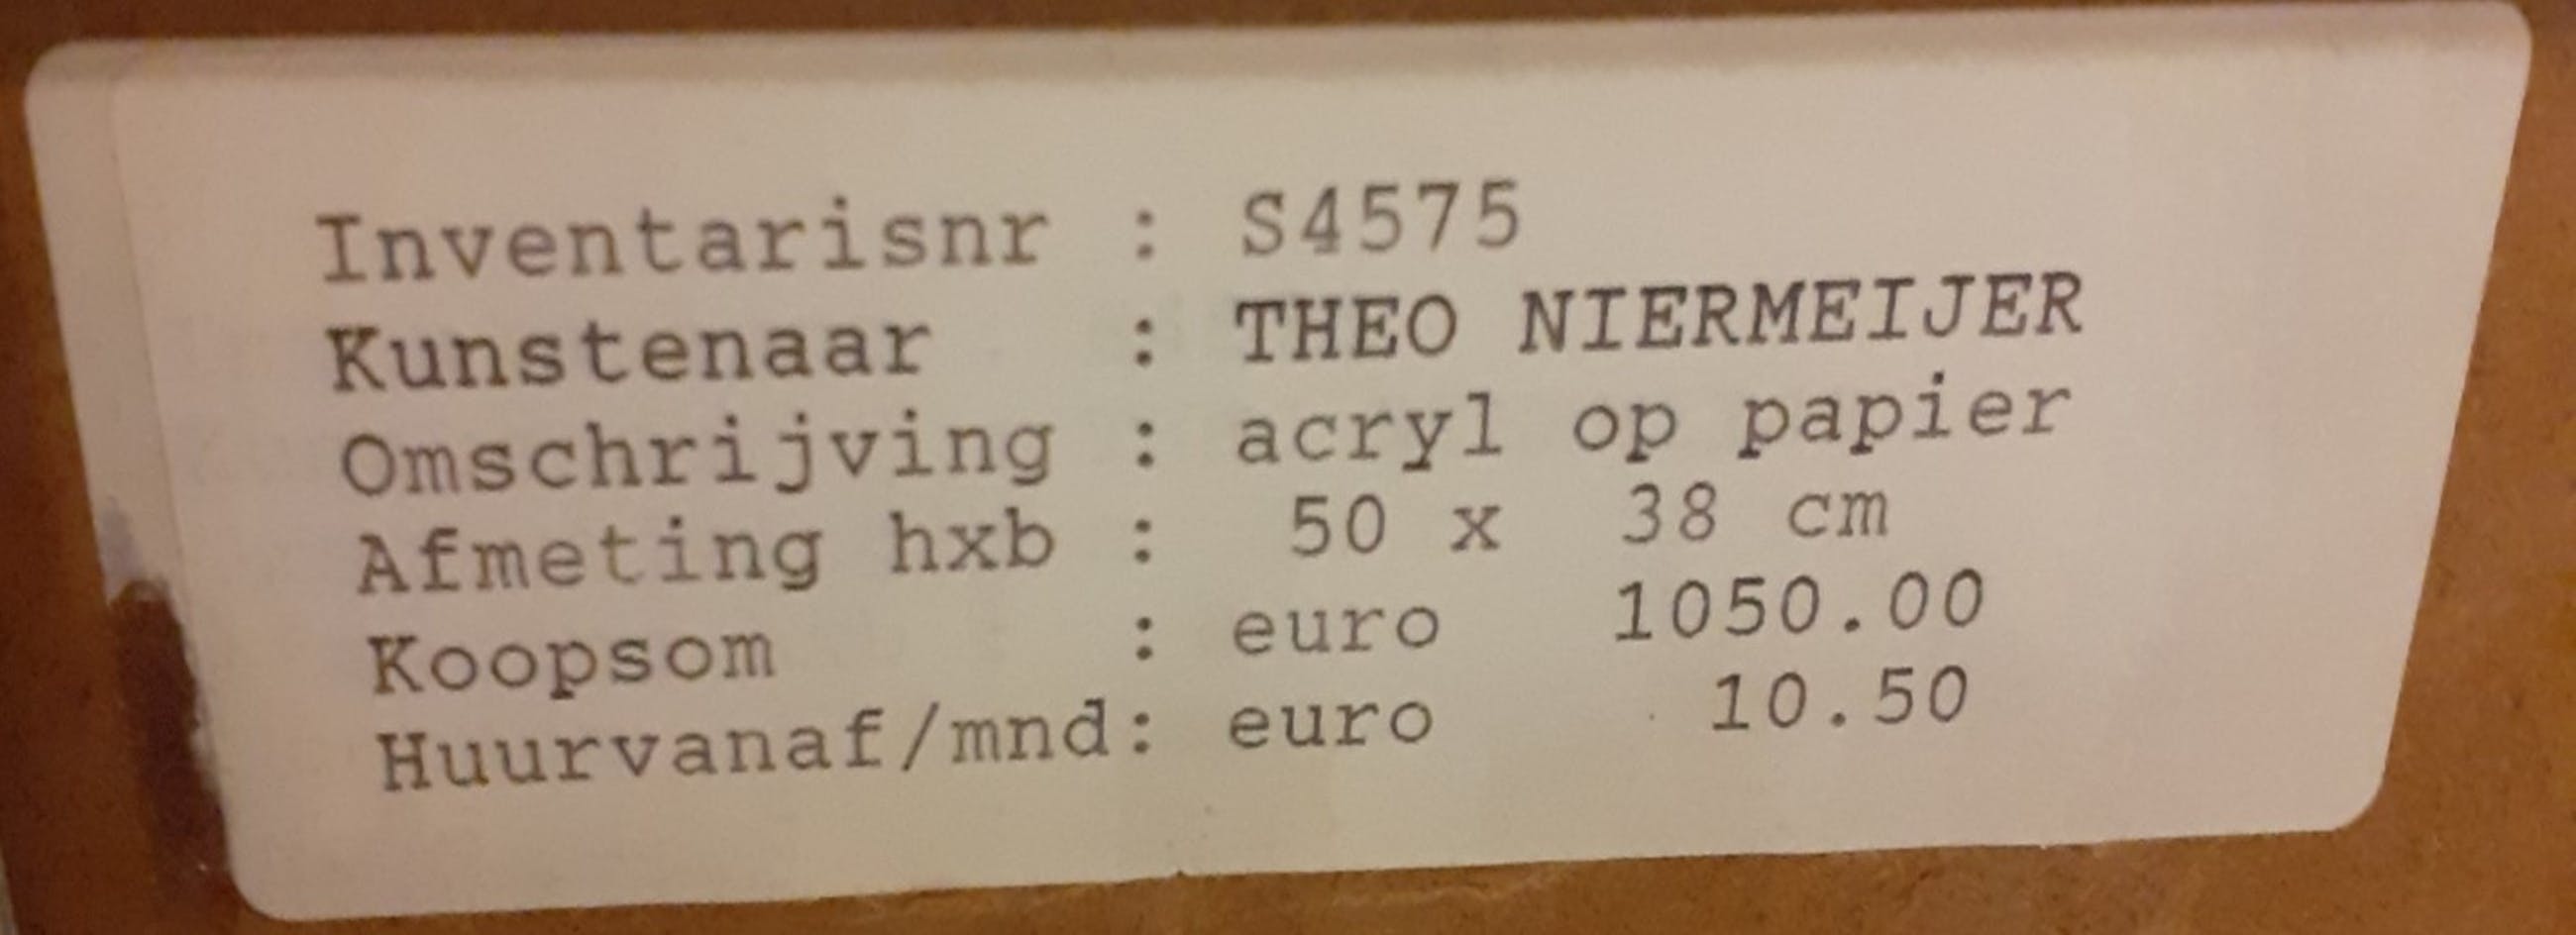 Inventarisnr : S4575
Kunstenaar : THEO NIERMEIJER
Omschrijving : acryl op papier
Afmeting hxb : 50 x 38 cm
Koopsom : euro 1050.00
Huurvanaf/mnd: euro 10.50